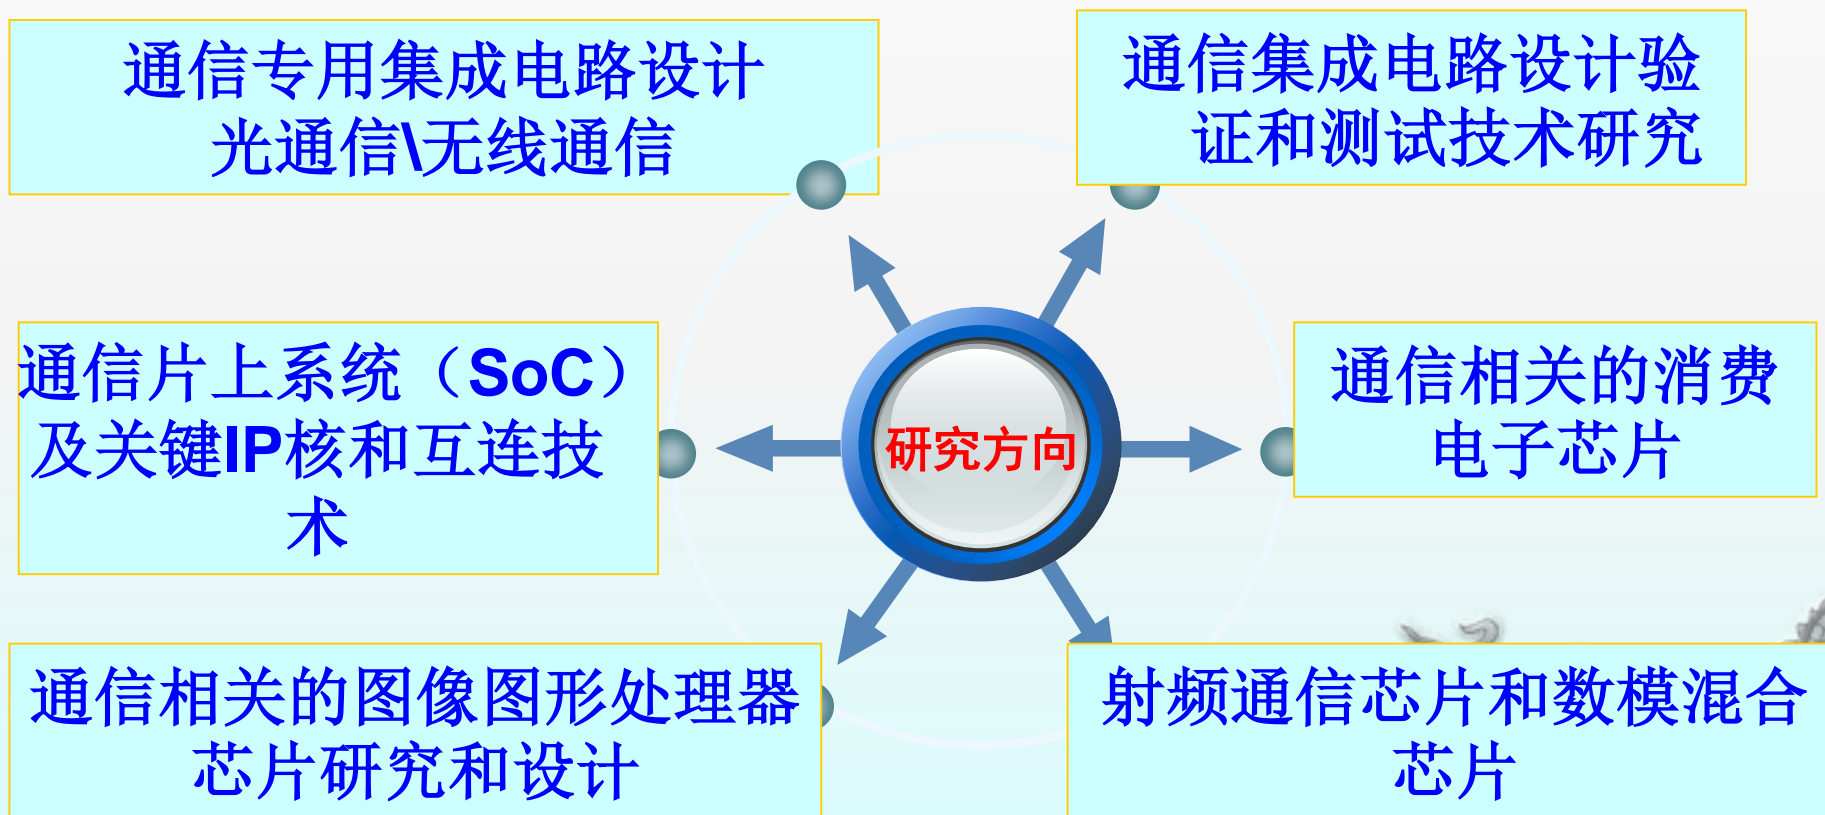 通信专用集成电路设计
光通信\无线通信
通信集成电路设计验
证和测试技术研究
通信片上系统（SoC）
及关键IP核和互连技
术
研究方向
通信相关的消费
电子芯片
通信相关的图像图形处理器
芯片研究和设计
射频通信芯片和数模混合
芯片